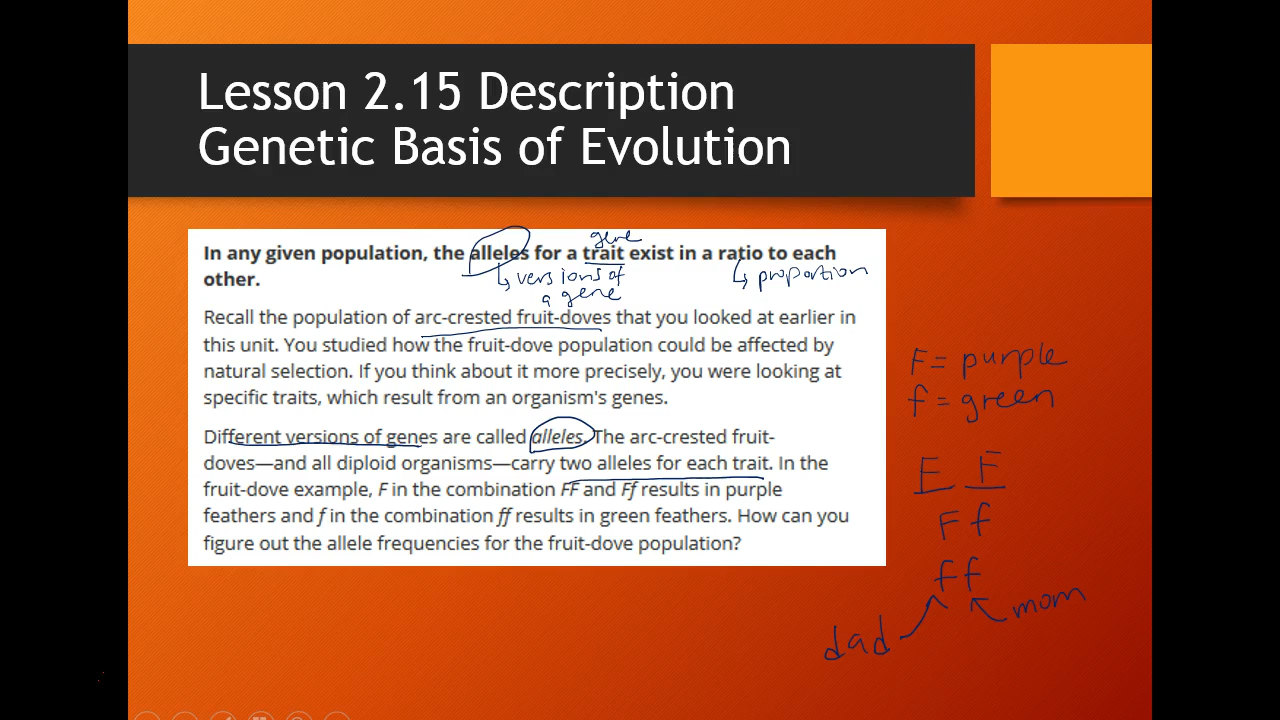 Lesson 2.15 Description
Genetic Basis of Evolution
gene
In any given population, the alleles for a trait exist in a ratio to each
other.
↳ versions of
a gene
↳ proportion
Recall the population of arc-crested fruit-doves that you looked at earlier in
this unit. You studied how the fruit-dove population could be affected by
natural selection. If you think about it more precisely, you were looking at
specific traits, which result from an organism's genes.
Different versions of genes are called alleles. The arc-crested fruit-
doves—and all diploid organisms—carry two alleles for each trait. In the
fruit-dove example, F in the combination FF and Ff results in purple
feathers and f in the combination ff results in green feathers. How can you
figure out the allele frequencies for the fruit-dove population?
F = purple
f = green
F F
F f
f f
mom
dad